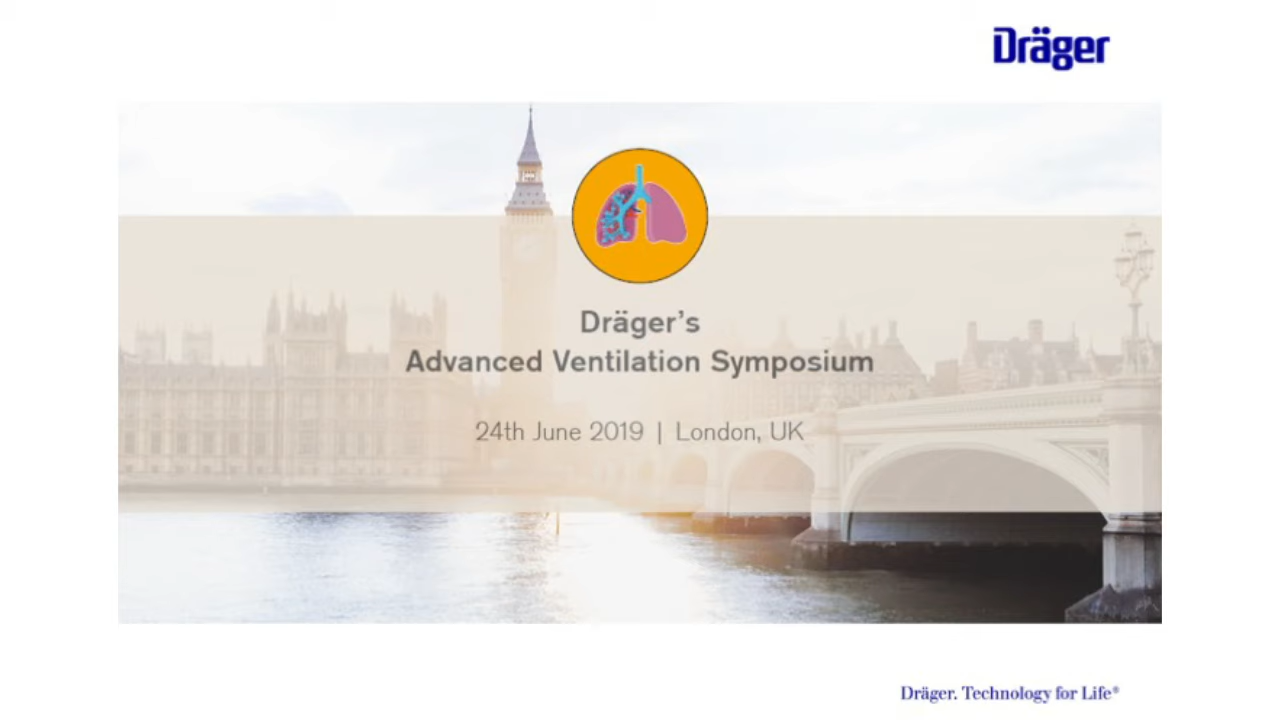 Dräger
Dräger’s
Advanced Ventilation Symposium
24th June 2019 | London, UK
Dräger. Technology for Life®